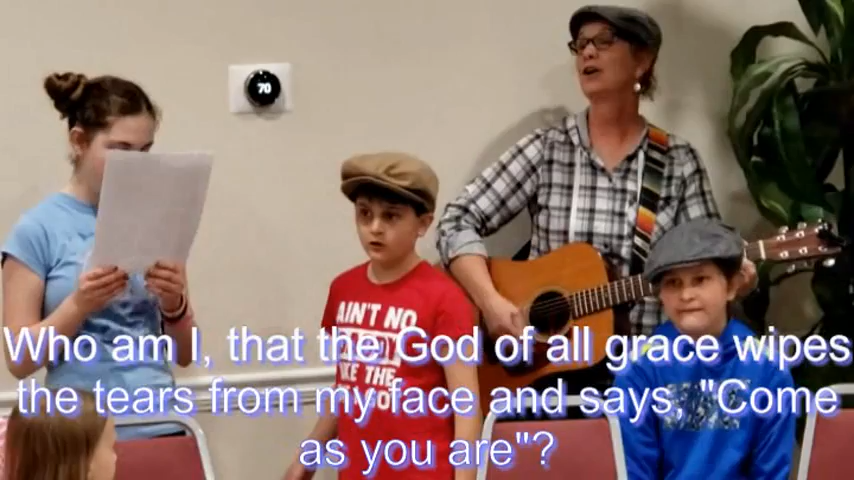 70
AIN'T NO
KE THE
Who am I, that the God of all grace wipes
the tears from my face and says, "Come
as you are"?